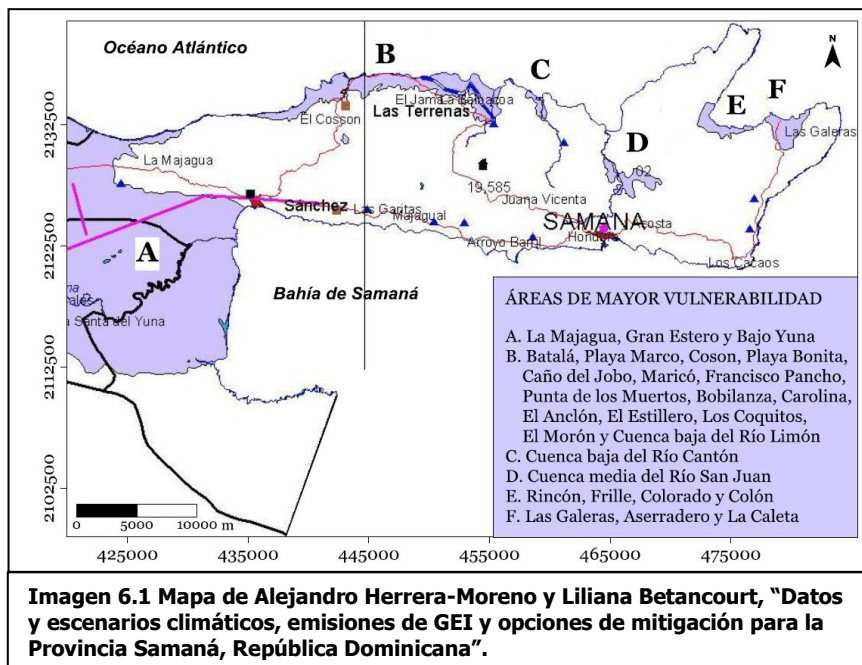 Océano Atlántico
B
C
N
F
E
El Jama
Las Terrenas
El Cosson
Las Galeras
D
02
La Majagua
19,585
Juana Vicenta
Sánchez
Las Garitas
Majagual
SAMANA
Acosta
Arroyo Barril
Los Cacaos
A
Bahía de Samaná
Santa del Yuna
2132500
2122500
2112500
2102500
ÁREAS DE MAYOR VULNERABILIDAD
A. La Majagua, Gran Estero y Bajo Yuna
B. Batalá, Playa Marco, Coson, Playa Bonita,
Caño del Jobo, Maricó, Francisco Pancho,
Punta de los Muertos, Bobilanza, Carolina,
El Anclón, El Estillero, Los Coquitos,
El Morón y Cuenca baja del Río Limón
C. Cuenca baja del Río Cantón
D. Cuenca media del Río San Juan
E. Rincón, Frille, Colorado y Colón
F. Las Galeras, Aserradero y La Caleta
0 5000 10000 m
425000 435000 445000 455000 465000 475000
Imagen 6.1 Mapa de Alejandro Herrera-Moreno y Liliana Betancourt, “Datos
y escenarios climáticos, emisiones de GEI y opciones de mitigación para la
Provincia Samaná, República Dominicana”.